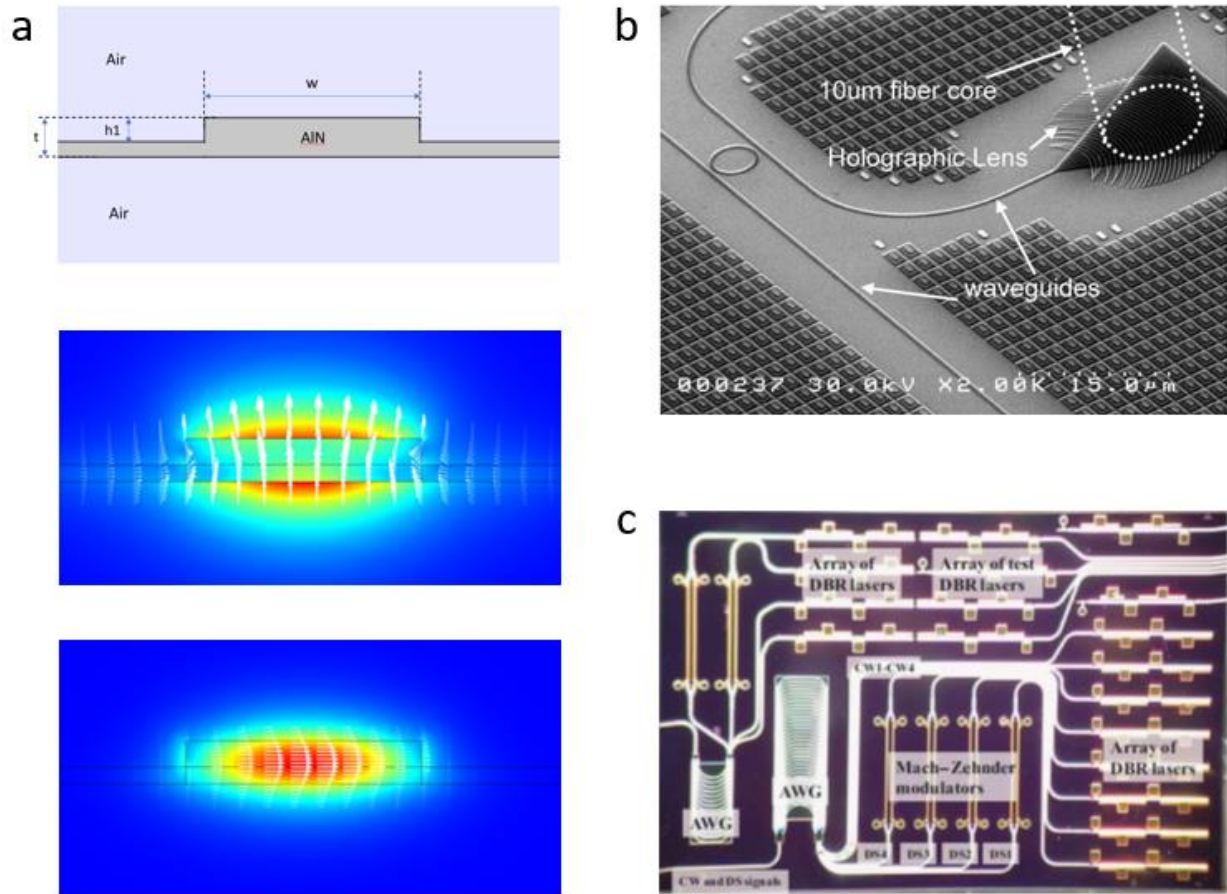 a
Air
w
t
h1
AlN
Air
b
10um fiber core
Holographic Lens
waveguides
000237 30.0kV X2.00K 15.0µm
c
Array of
DBR lasers
Array of test
DBR lasers
CW1-CW4
Mach–Zehnder
modulators
Array of
DBR lasers
AWG
AWG
DS4
DS3
DS2
DS1
CW and DS signals